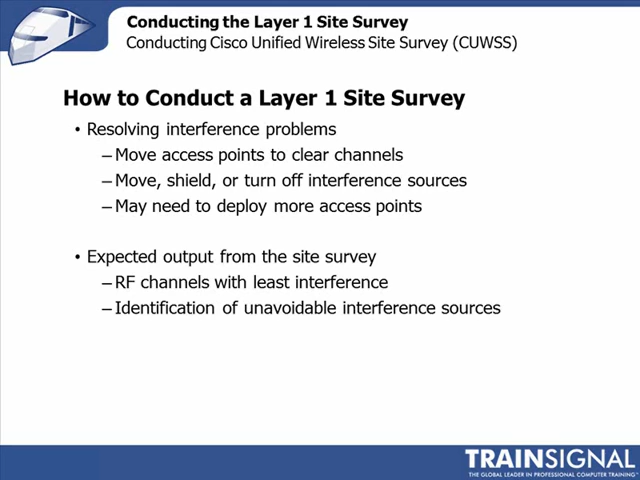 Conducting the Layer 1 Site Survey
Conducting Cisco Unified Wireless Site Survey (CUWSS)
How to Conduct a Layer 1 Site Survey
• Resolving interference problems
– Move access points to clear channels
– Move, shield, or turn off interference sources
– May need to deploy more access points
• Expected output from the site survey
– RF channels with least interference
– Identification of unavoidable interference sources
TRAINSIGNAL
THE GLOBAL LEADER IN PROFESSIONAL COMPUTER TRAINING